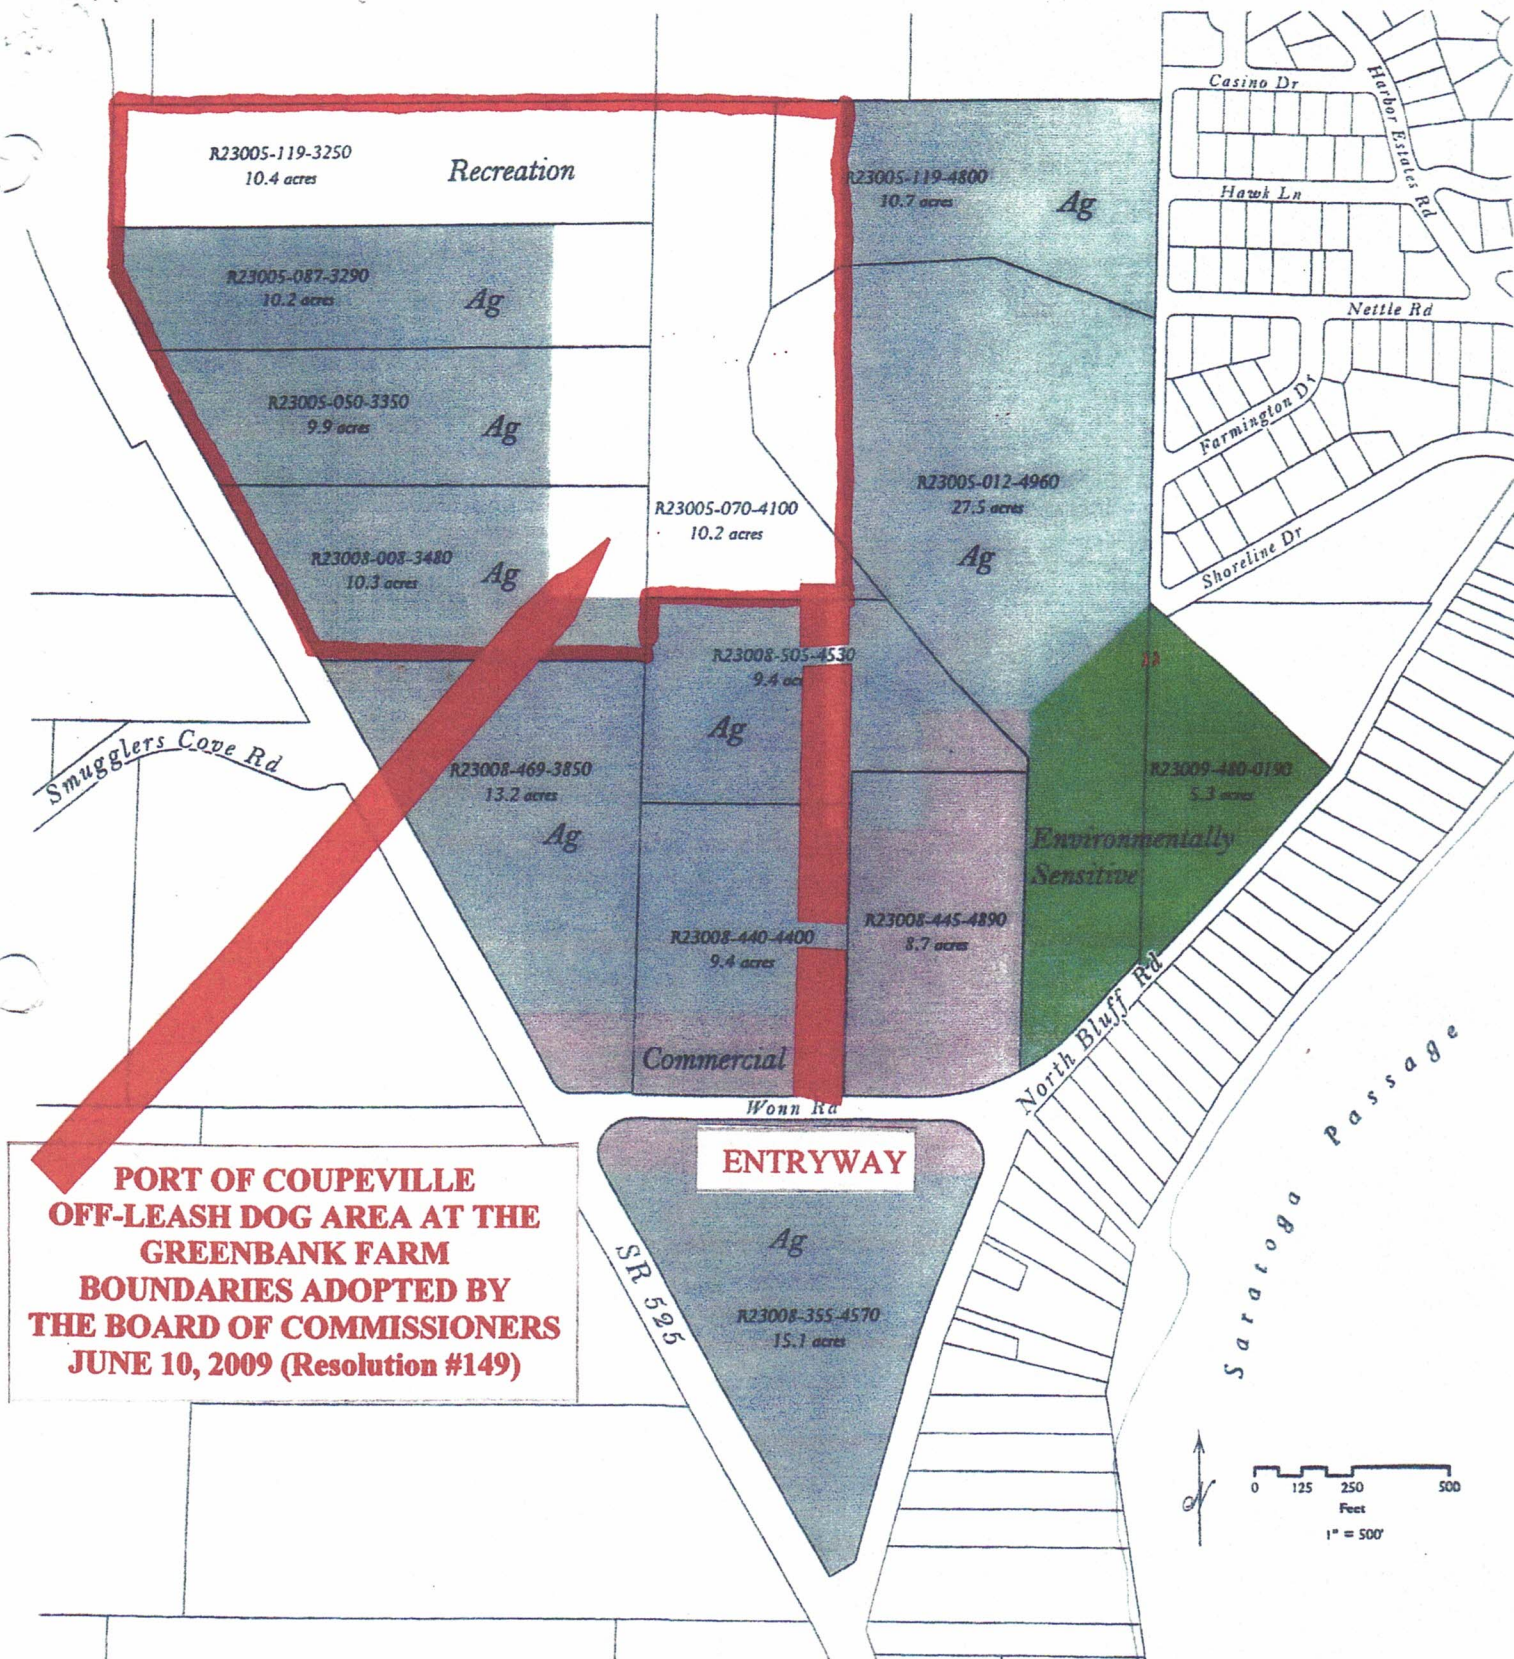 Casino Dr
Harbor Estates Rd
R23005-119-3250
10.4 acres
Recreation
R23005-119-4800
10.7 acres
Ag
Hawk Ln
R23005-087-3290
10.2 acres
Ag
Nettle Rd
R23005-050-3350
9.9 acres
Ag
Farmington Dr
R23005-012-4960
27.5 acres
Ag
R23005-070-4100
10.2 acres
R23008-008-3480
10.3 acres
Ag
Shoreline Dr
R23008-505-4530
9.4 ac
Ag
Smugglers Cove Rd
R23008-469-3850
13.2 acres
Ag
R23009-480-0190
5.3 acres
Environmentally
Sensitive
R23008-440-4400
9.4 acres
R23008-445-4890
8.7 acres
Commercial
North Bluff Rd
Wonn Rd
ENTRYWAY
PORT OF COUPEVILLE
OFF-LEASH DOG AREA AT THE
GREENBANK FARM
BOUNDARIES ADOPTED BY
THE BOARD OF COMMISSIONERS
JUNE 10, 2009 (Resolution #149)
SR 525
Ag
R23008-355-4570
15.1 acres
Saratoga Passage
N
0 125 250 500
Feet
1" = 500'